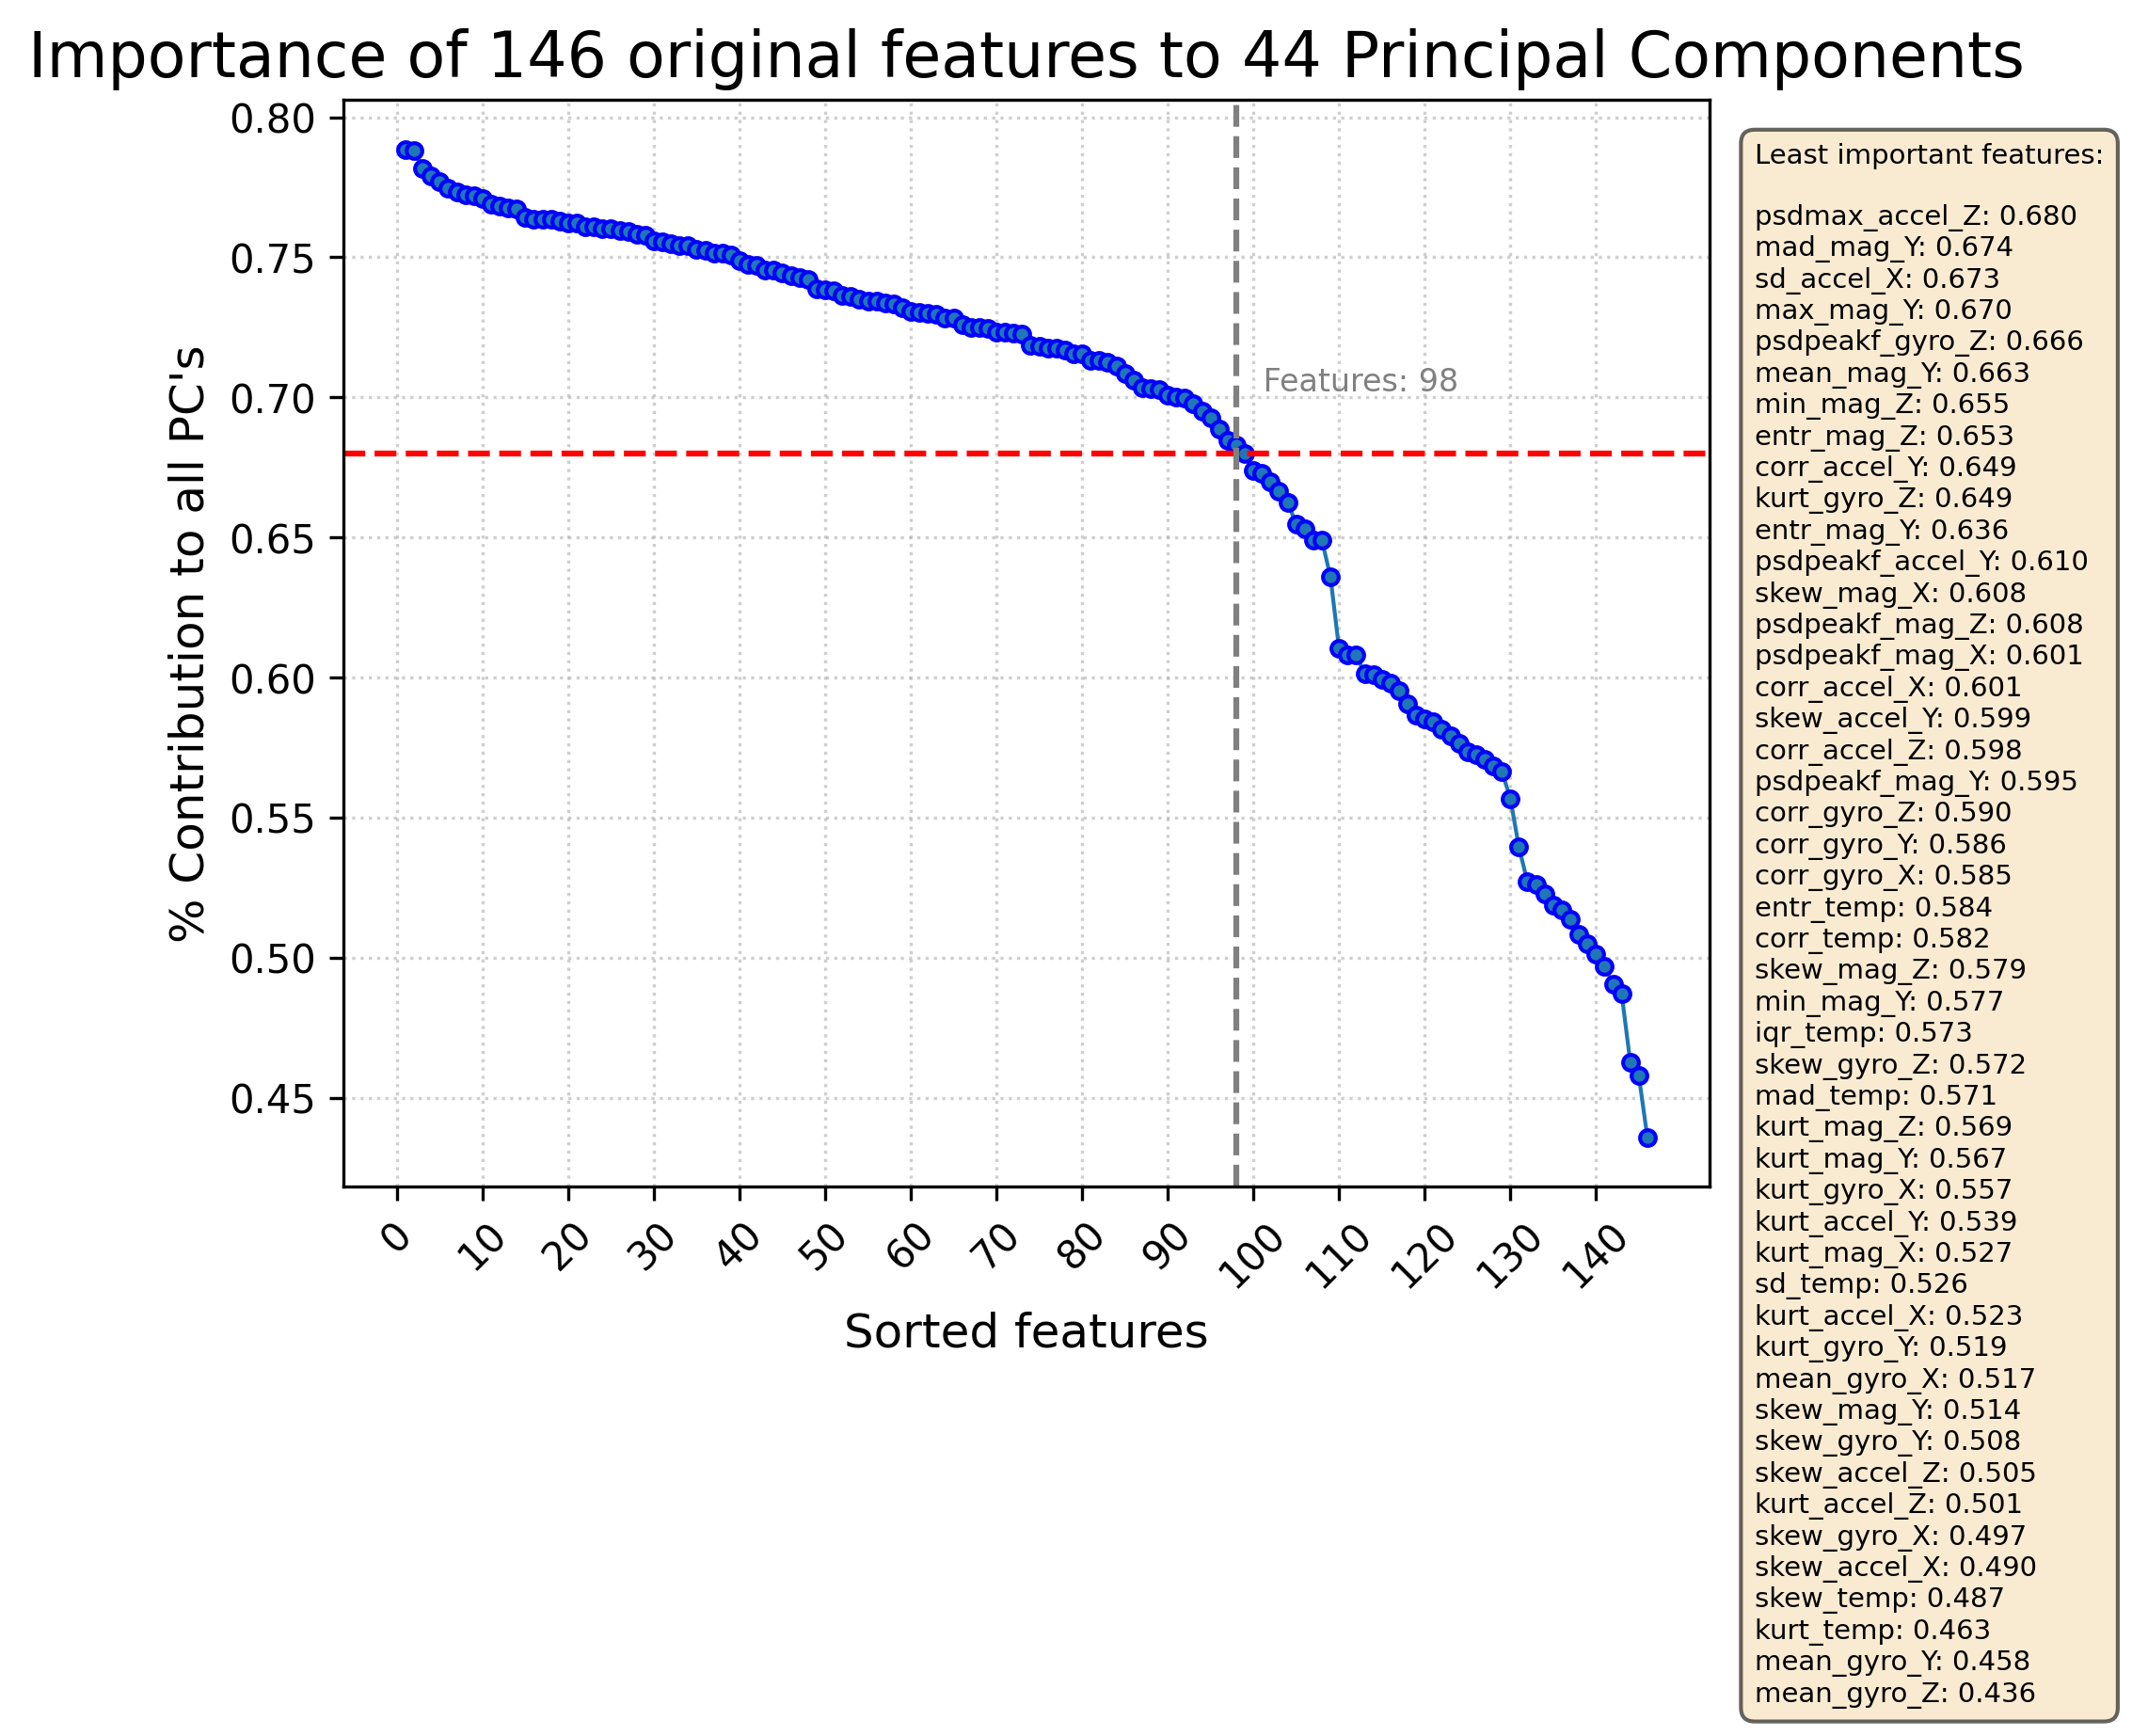 Importance of 146 original features to 44 Principal Components
% Contribution to all PC's
0.80
0.75
0.70
0.65
0.60
0.55
0.50
0.45
Features: 98
0
10
20
30
40
50
60
70
80
90
100
110
120
130
140
Sorted features
Least important features:
psdmax_accel_Z: 0.680
mad_mag_Y: 0.674
sd_accel_X: 0.673
max_mag_Y: 0.670
psdpeakf_gyro_Z: 0.666
mean_mag_Y: 0.663
min_mag_Z: 0.655
entr_mag_Z: 0.653
corr_accel_Y: 0.649
kurt_gyro_Z: 0.649
entr_mag_Y: 0.636
psdpeakf_accel_Y: 0.610
skew_mag_X: 0.608
psdpeakf_mag_Z: 0.608
psdpeakf_mag_X: 0.601
corr_accel_X: 0.601
skew_accel_Y: 0.599
corr_accel_Z: 0.598
psdpeakf_mag_Y: 0.595
corr_gyro_Z: 0.590
corr_gyro_Y: 0.586
corr_gyro_X: 0.585
entr_temp: 0.584
corr_temp: 0.582
skew_mag_Z: 0.579
min_mag_Y: 0.577
iqr_temp: 0.573
skew_gyro_Z: 0.572
mad_temp: 0.571
kurt_mag_Z: 0.569
kurt_mag_Y: 0.567
kurt_gyro_X: 0.557
kurt_accel_Y: 0.539
kurt_mag_X: 0.527
sd_temp: 0.526
kurt_accel_X: 0.523
kurt_gyro_Y: 0.519
mean_gyro_X: 0.517
skew_mag_Y: 0.514
skew_gyro_Y: 0.508
skew_accel_Z: 0.505
kurt_accel_Z: 0.501
skew_gyro_X: 0.497
skew_accel_X: 0.490
skew_temp: 0.487
kurt_temp: 0.463
mean_gyro_Y: 0.458
mean_gyro_Z: 0.436